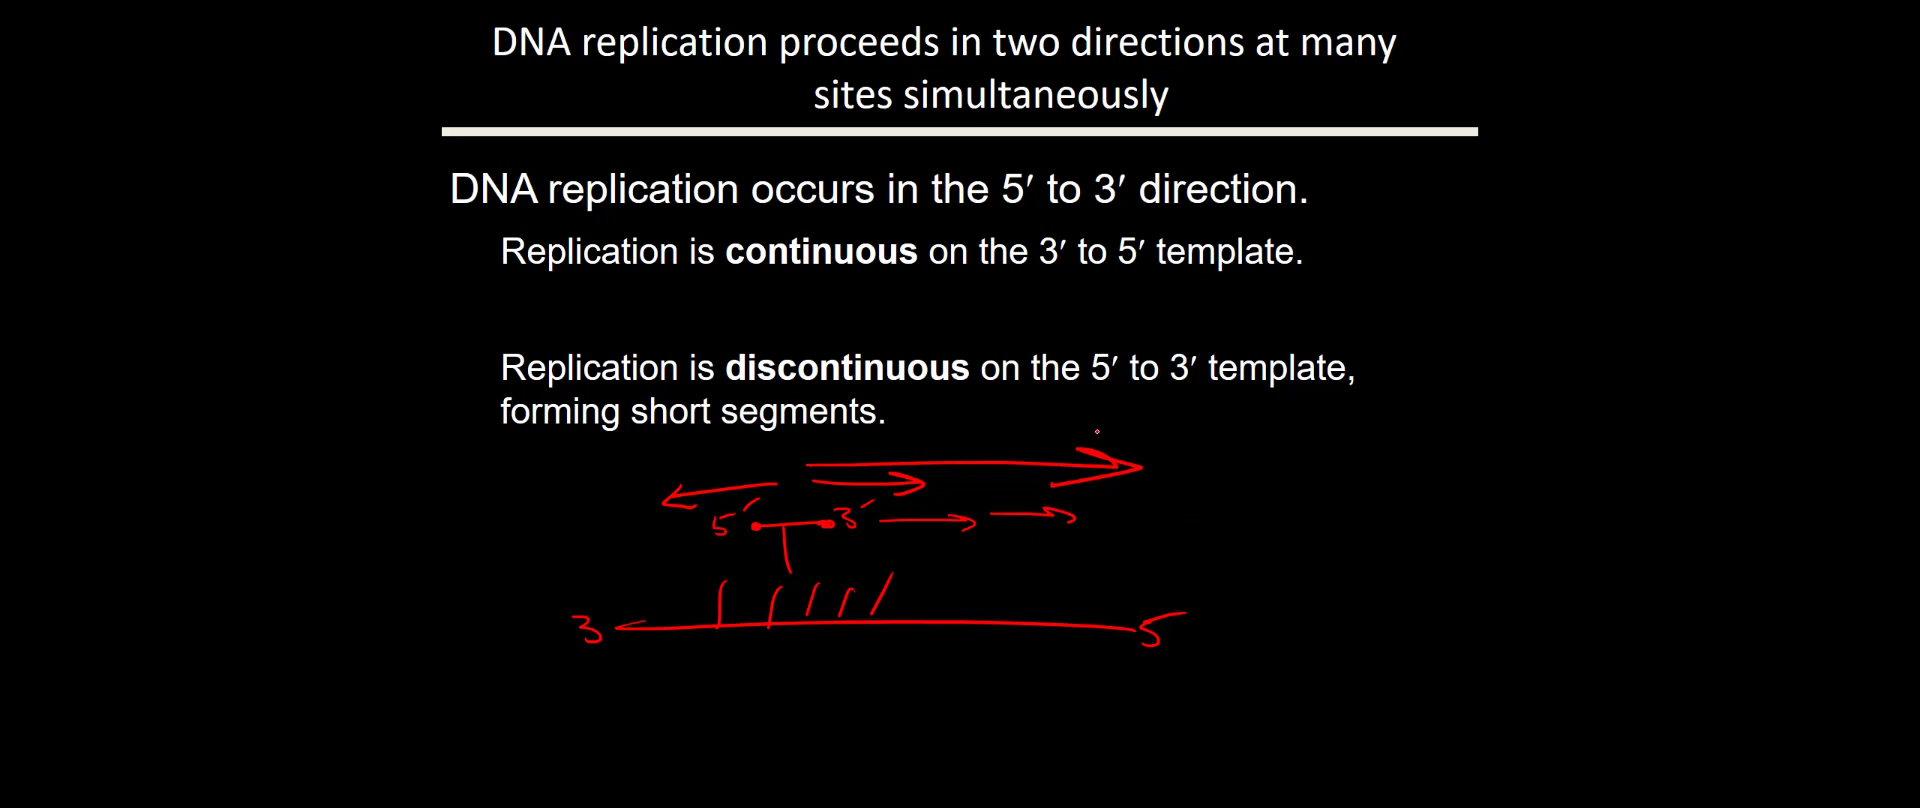 DNA replication proceeds in two directions at many
sites simultaneously
DNA replication occurs in the 5′ to 3′ direction.
Replication is continuous on the 3′ to 5′ template.
Replication is discontinuous on the 5′ to 3′ template,
forming short segments.
5′ 3′
3 5